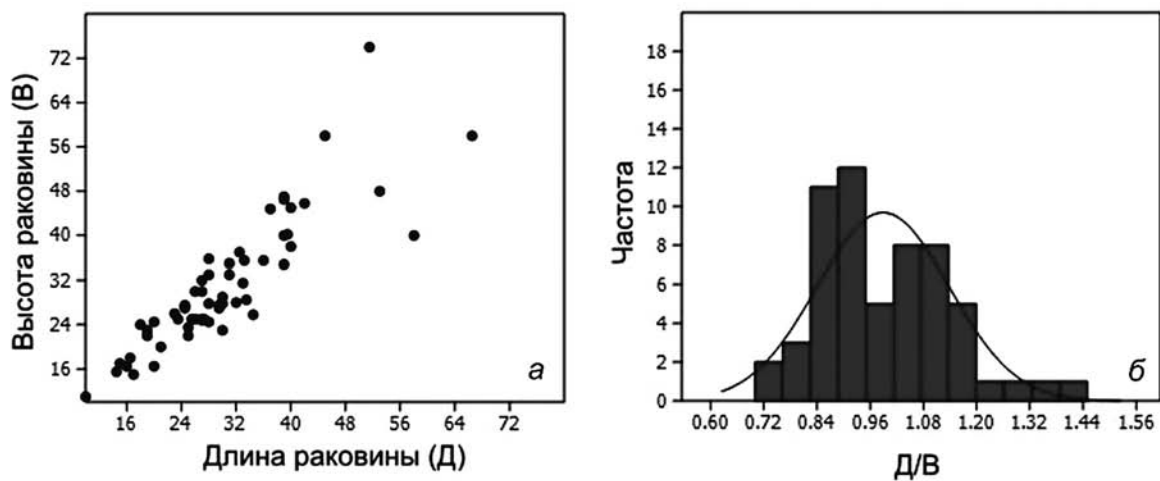 Высота раковины (В)
72
64
56
48
40
32
24
16
16 24 32 40 48 56 64 72
Длина раковины (Д)
а
Частота
18
16
14
12
10
8
6
4
2
0
0.60 0.72 0.84 0.96 1.08 1.20 1.32 1.44 1.56
Д/В
б